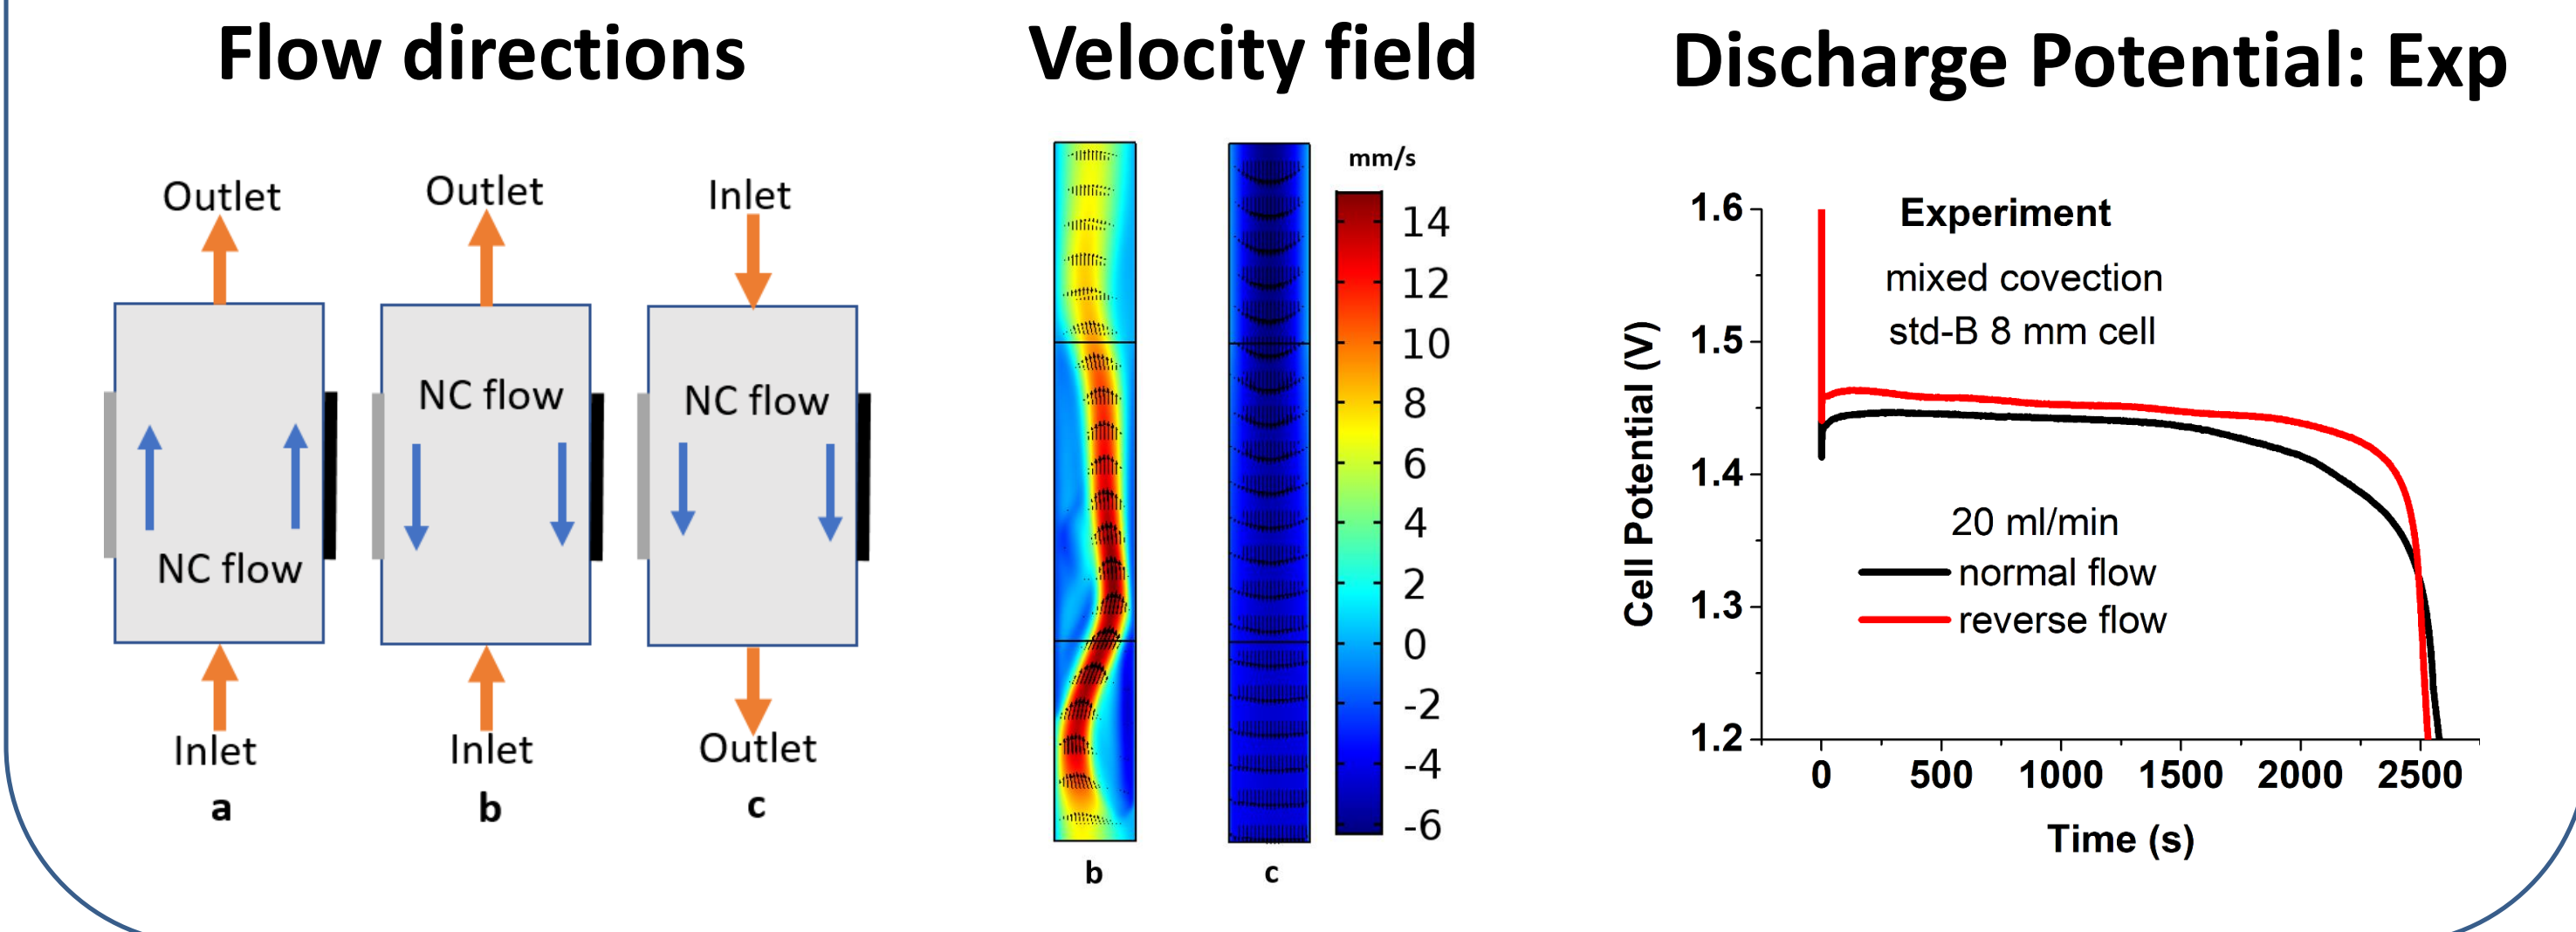 Flow directions
Outlet
Outlet
Inlet
NC flow
NC flow
NC flow
Inlet
Inlet
Outlet
a
b
c
Velocity field
mm/s
14
12
10
8
6
4
2
0
-2
-4
-6
b
c
Discharge Potential: Exp
Cell Potential (V)
1.6
1.5
1.4
1.3
1.2
Experiment
mixed covection
std-B 8 mm cell
20 ml/min
normal flow
reverse flow
0 500 1000 1500 2000 2500
Time (s)